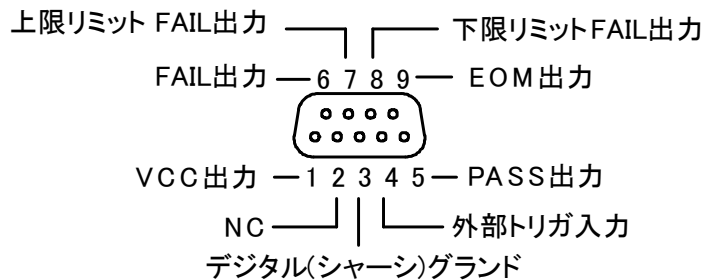 上限リミット FAIL出力
下限リミットFAIL出力
FAIL出力
6 7 8 9
EOM出力
VCC出力
1 2 3 4 5
PASS出力
NC
外部トリガ入力
デジタル(シャーシ)グランド